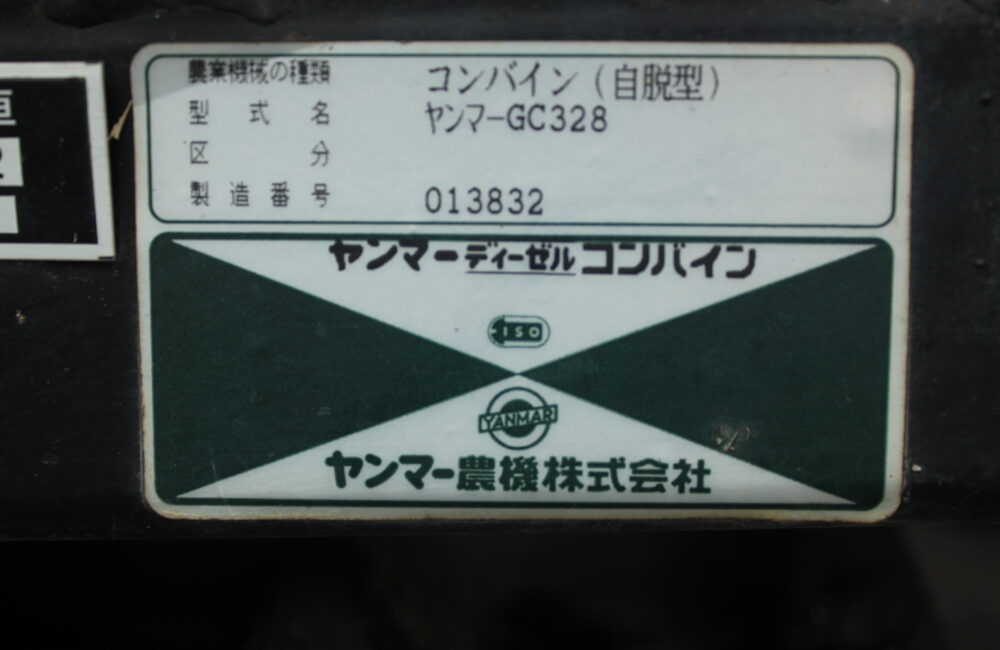 農業機械の種類 コンバイン(自脱型)
型式名 ヤンマーGC328
区分
製造番号 013832
ヤンマーディーゼルコンバイン
ISO
YANMAR
ヤンマー農機株式会社